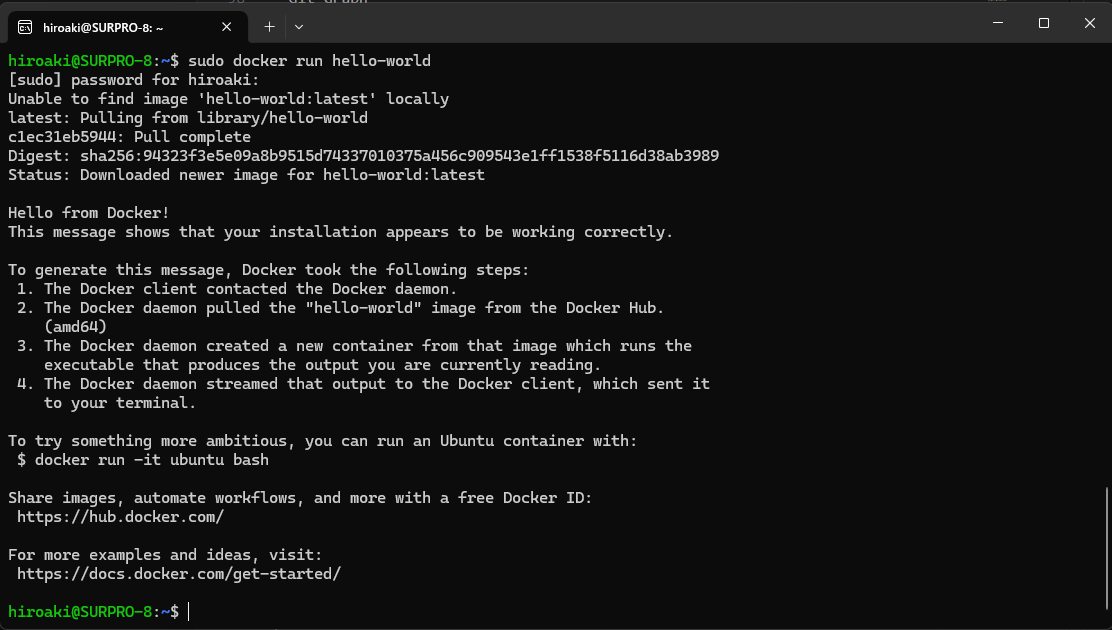 Git Graph
hiroaki@SURPRO-8: ~
hiroaki@SURPRO-8:~$ sudo docker run hello-world
[sudo] password for hiroaki:
Unable to find image 'hello-world:latest' locally
latest: Pulling from library/hello-world
c1ec31eb5944: Pull complete
Digest: sha256:94323f3e5e09a8b9515d74337010375a456c909543e1ff1538f5116d38ab3989
Status: Downloaded newer image for hello-world:latest

Hello from Docker!
This message shows that your installation appears to be working correctly.

To generate this message, Docker took the following steps:
 1. The Docker client contacted the Docker daemon.
 2. The Docker daemon pulled the "hello-world" image from the Docker Hub.
    (amd64)
 3. The Docker daemon created a new container from that image which runs the
    executable that produces the output you are currently reading.
 4. The Docker daemon streamed that output to the Docker client, which sent it
    to your terminal.

To try something more ambitious, you can run an Ubuntu container with:
 $ docker run -it ubuntu bash

Share images, automate workflows, and more with a free Docker ID:
 https://hub.docker.com/

For more examples and ideas, visit:
 https://docs.docker.com/get-started/

hiroaki@SURPRO-8:~$